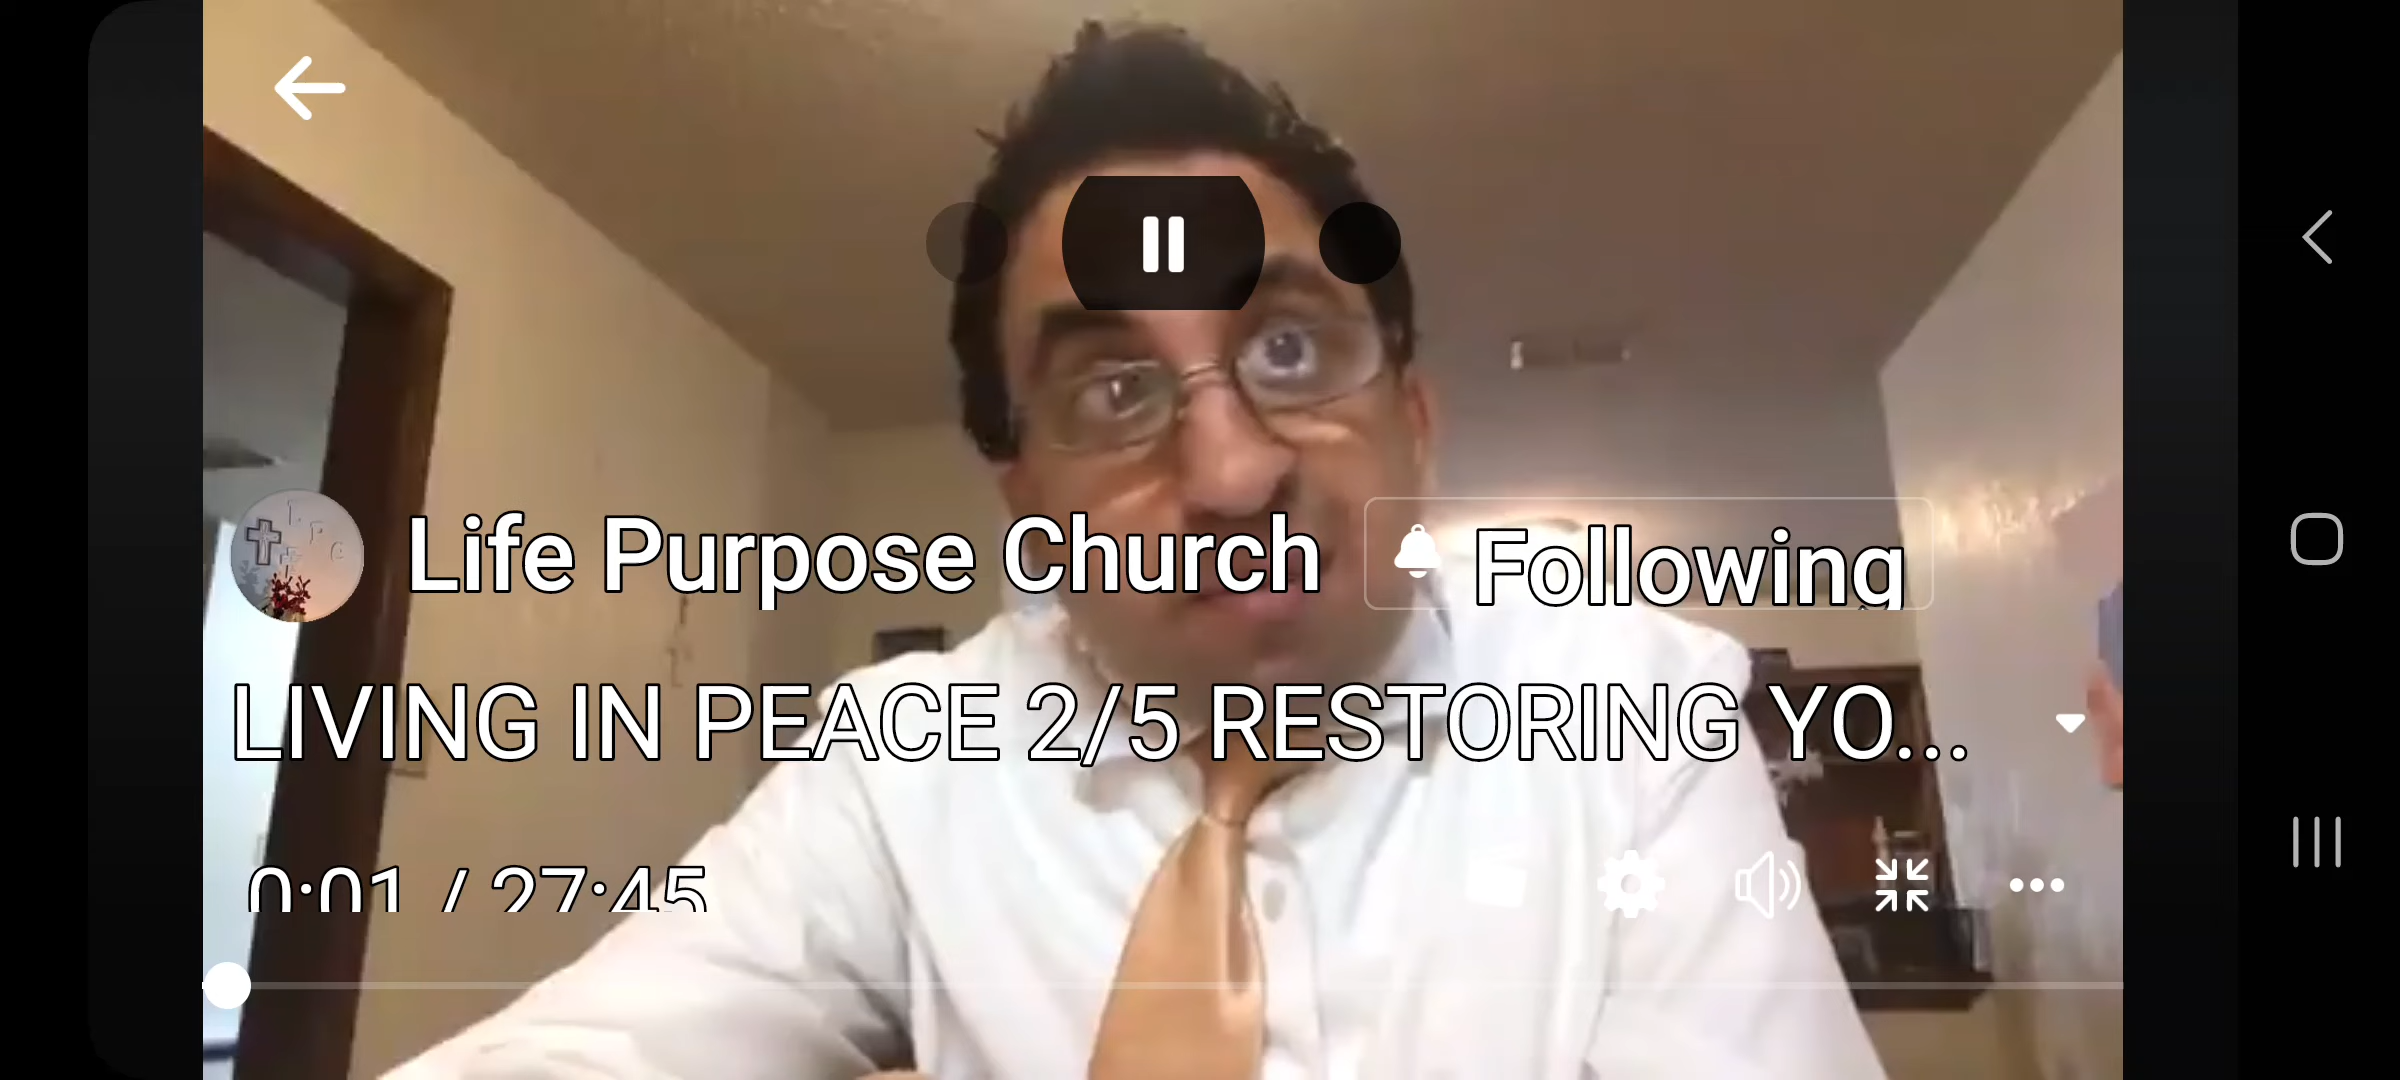 Life Purpose Church
Following
LIVING IN PEACE 2/5 RESTORING YO...
0:01 / 27:45